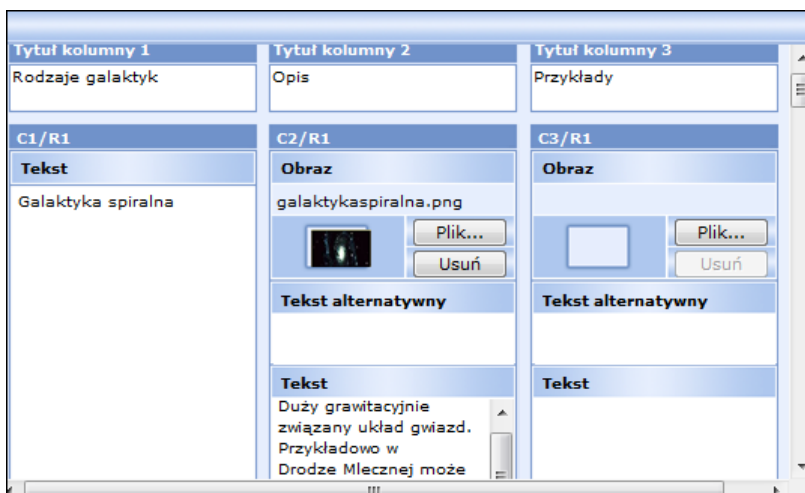 Tytuł kolumny 1
Tytuł kolumny 2
Tytuł kolumny 3
Rodzaje galaktyk
Opis
Przykłady
C1/R1
C2/R1
C3/R1
Tekst
Obraz
Obraz
Galaktyka spiralna
galaktykaspiralna.png
Plik...
Plik...
Usuń
Usuń
Tekst alternatywny
Tekst alternatywny
Tekst
Tekst
Duży grawitacyjnie
związany układ gwiazd.
Przykładowo w
Drodze Mlecznej może